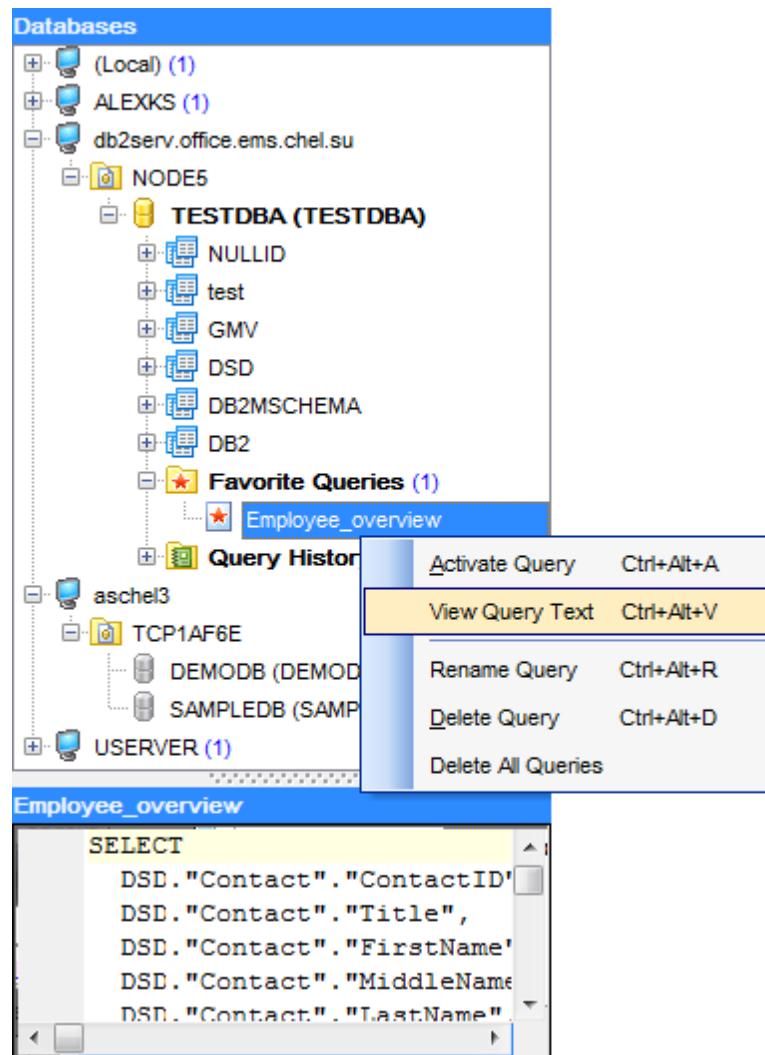 Databases
(Local) (1)
ALEXKS (1)
db2serv.office.ems.chel.su
NODE5
TESTDBA (TESTDBA)
NULLID
test
GMV
DSD
DB2MSCHEMA
DB2
Favorite Queries (1)
Employee_overview
Query Histor
Activate Query Ctrl+Alt+A
View Query Text Ctrl+Alt+V
Rename Query Ctrl+Alt+R
Delete Query Ctrl+Alt+D
Delete All Queries
aschel3
TCP1AF6E
DEMODB (DEMOD
SAMPLEDB (SAMP
USERVER (1)
Employee_overview
SELECT
DSD."Contact"."ContactID"
DSD."Contact"."Title",
DSD."Contact"."FirstName"
DSD."Contact"."MiddleName
DSD."Contact"."LastName",